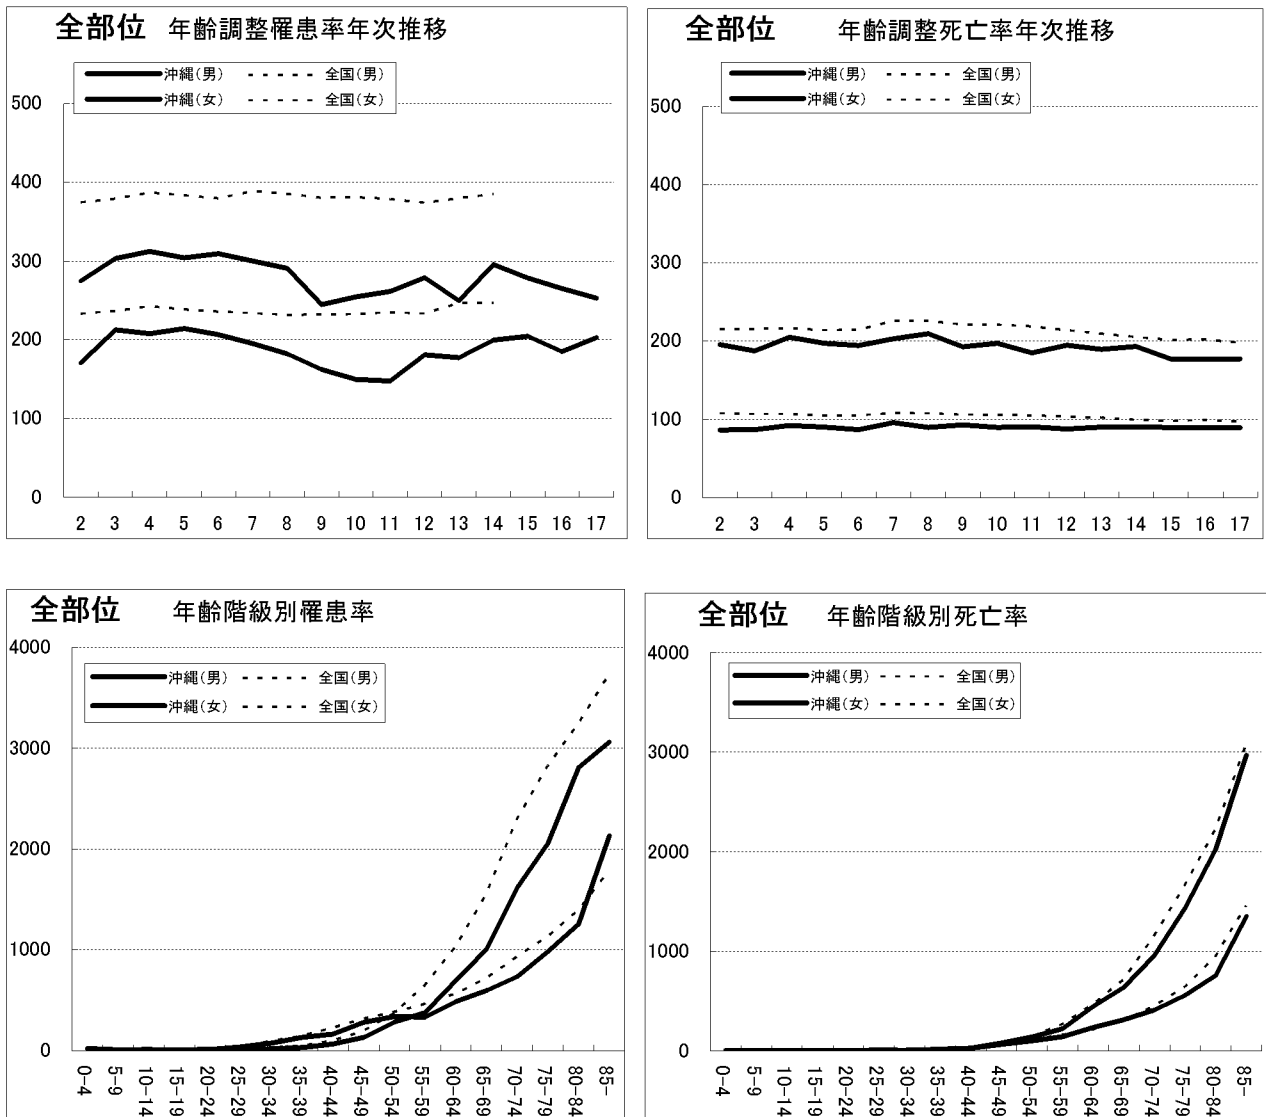 全部位 年齢調整罹患率年次推移
沖縄(男) 全国(男)
沖縄(女) 全国(女)
500
400
300
200
100
0
2 3 4 5 6 7 8 9 10 11 12 13 14 15 16 17
全部位 年齢調整死亡率年次推移
沖縄(男) 全国(男)
沖縄(女) 全国(女)
500
400
300
200
100
0
2 3 4 5 6 7 8 9 10 11 12 13 14 15 16 17
全部位 年齢階級別罹患率
沖縄(男) 全国(男)
沖縄(女) 全国(女)
4000
3000
2000
1000
0
0-4 5-9 10-14 15-19 20-24 25-29 30-34 35-39 40-44 45-49 50-54 55-59 60-64 65-69 70-74 75-79 80-84 85-
全部位 年齢階級別死亡率
沖縄(男) 全国(男)
沖縄(女) 全国(女)
4000
3000
2000
1000
0
0-4 5-9 10-14 15-19 20-24 25-29 30-34 35-39 40-44 45-49 50-54 55-59 60-64 65-69 70-74 75-79 80-84 85-